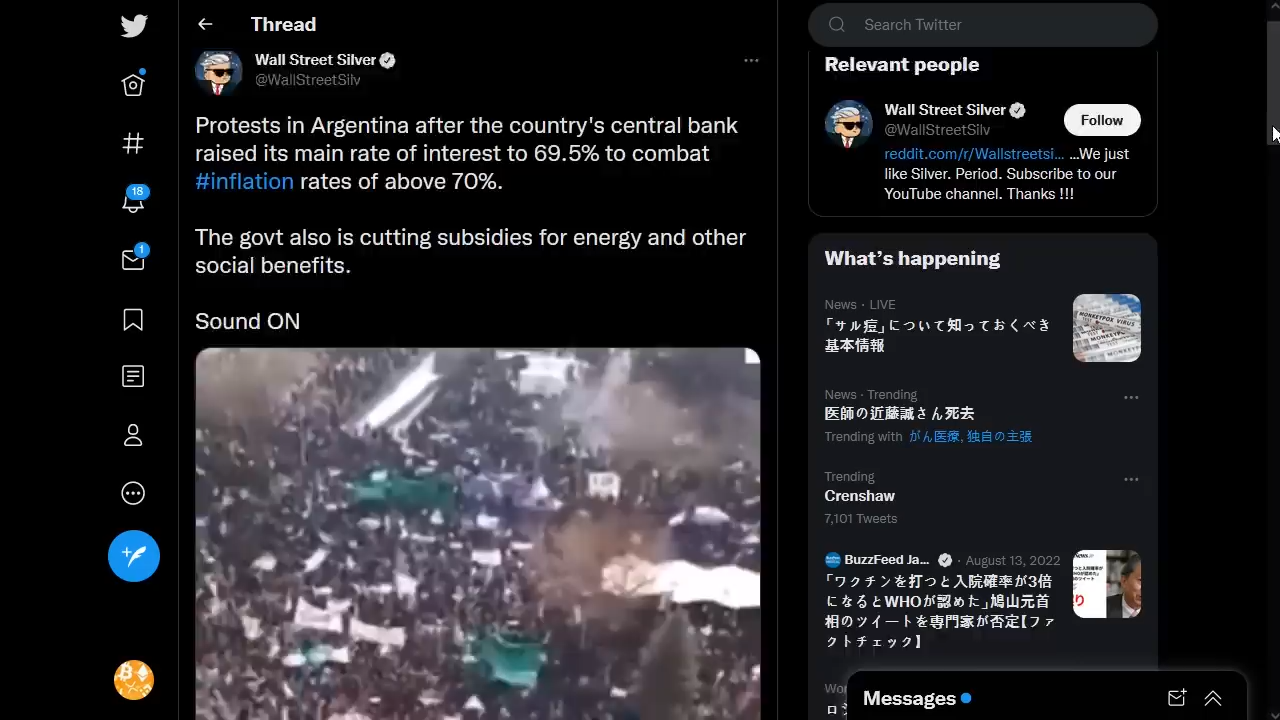 Thread
Wall Street Silver
@WallStreetSilv
Protests in Argentina after the country's central bank
raised its main rate of interest to 69.5% to combat
#inflation rates of above 70%.
The govt also is cutting subsidies for energy and other
social benefits.
Sound ON
18
1
Search Twitter
Relevant people
Wall Street Silver
@WallStreetSilv
Follow
reddit.com/r/Wallstreetsi... ...We just
like Silver. Period. Subscribe to our
YouTube channel. Thanks !!!
What's happening
News · LIVE
「サル痘」について知っておくべき
基本情報
MONKEYPOX VIRUS
News · Trending
医師の近藤誠さん死去
Trending with がん医療, 独自の主張
Trending
Crenshaw
7,101 Tweets
BuzzFeed Ja... · August 13, 2022
「ワクチンを打つと入院確率が3倍
になるとWHOが認めた」鳩山元首
相のツイートを専門家が否定【ファ
クトチェック】
Messages